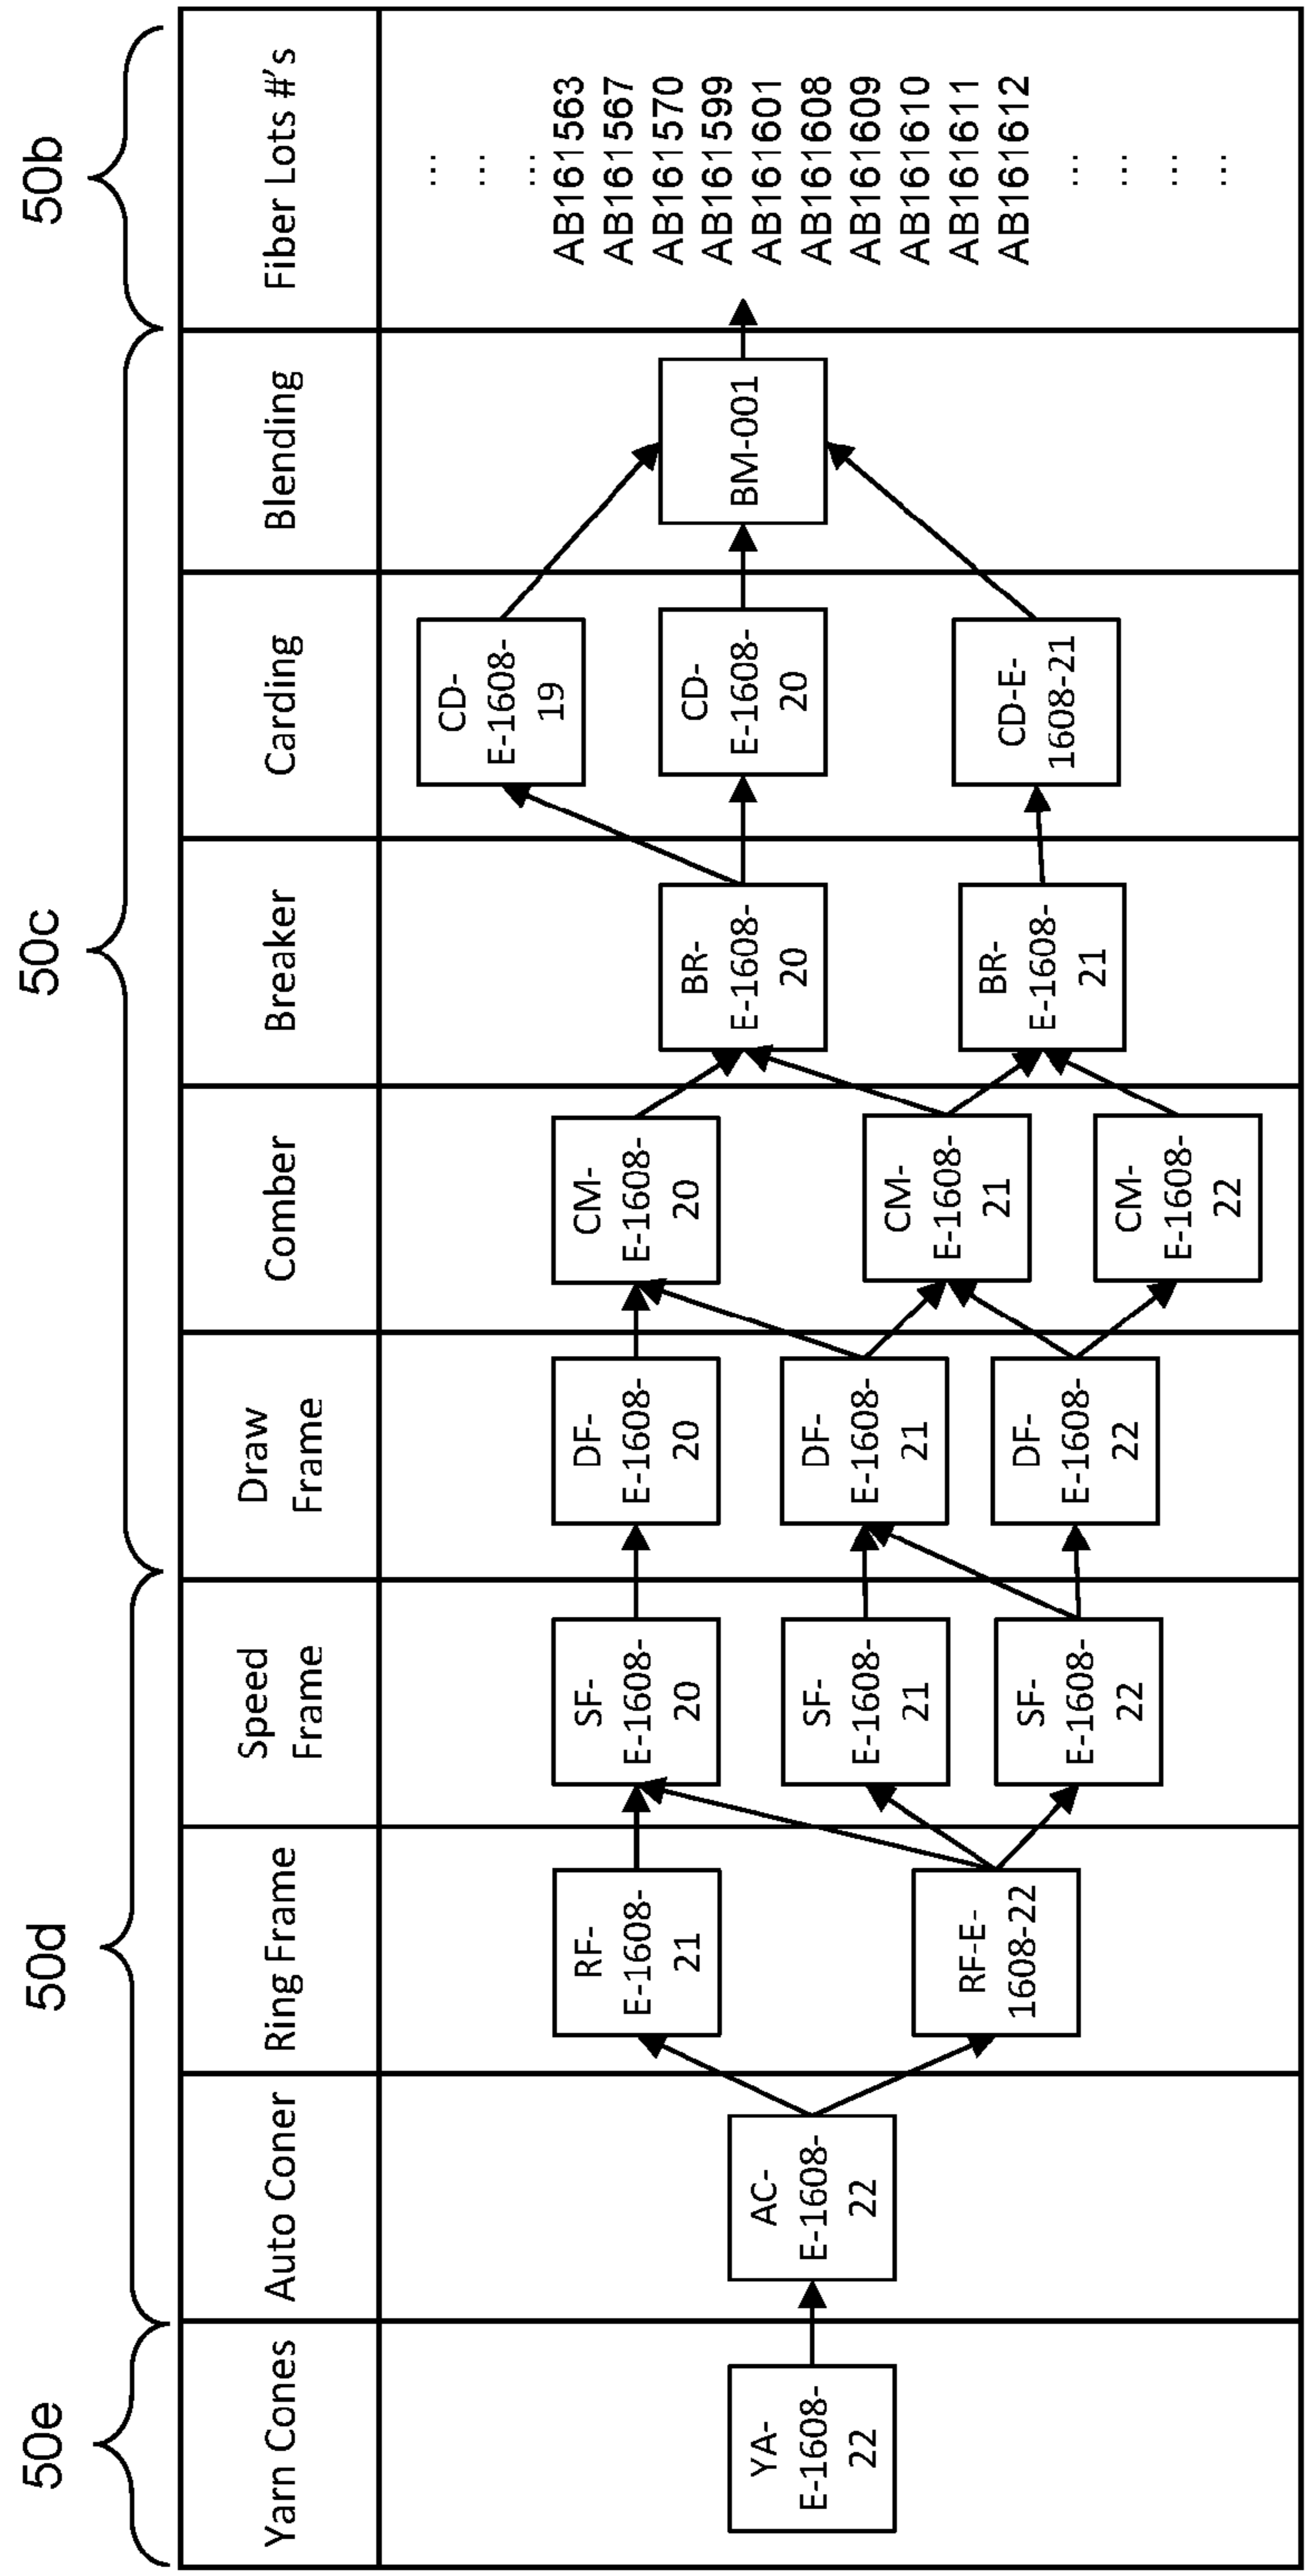 50e
50d
50c
50b
Yarn Cones
Auto Coner
Ring Frame
Speed
Frame
Draw
Frame
Comber
Breaker
Carding
Blending
Fiber Lots #'s
YA-
E-1608-
22
AC-
E-1608-
22
RF-
E-1608-
21
RF-E-
1608-22
SF-
E-1608-
20
SF-
E-1608-
21
SF-
E-1608-
22
DF-
E-1608-
20
DF-
E-1608-
21
DF-
E-1608-
22
CM-
E-1608-
20
CM-
E-1608-
21
CM-
E-1608-
22
BR-
E-1608-
20
BR-
E-1608-
21
CD-
E-1608-
19
CD-
E-1608-
20
CD-E-
1608-21
BM-001
...
...
...
AB161563
AB161567
AB161570
AB161599
AB161601
AB161608
AB161609
AB161610
AB161611
AB161612
...
...
...
...